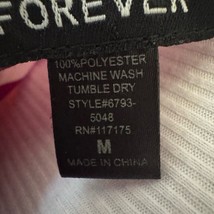 FOREVER
100%POLYESTER
MACHINE WASH
TUMBLE DRY
STYLE#6793-
5048
RN#117175
M
MADE IN CHINA